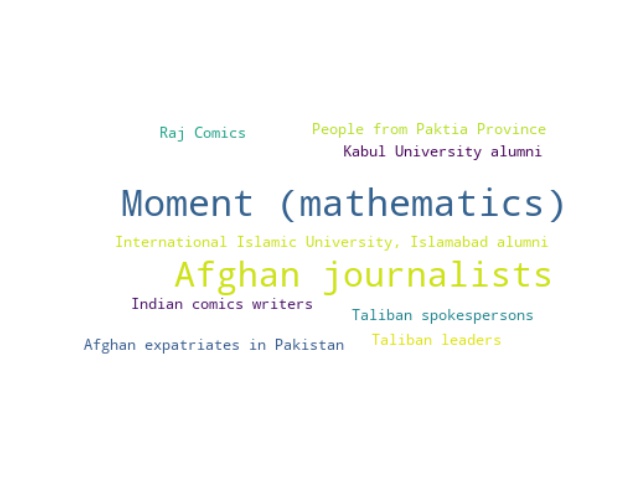 Raj Comics
People from Paktia Province
Kabul University alumni
Moment (mathematics)
International Islamic University, Islamabad alumni
Afghan journalists
Indian comics writers
Taliban spokespersons
Afghan expatriates in Pakistan
Taliban leaders